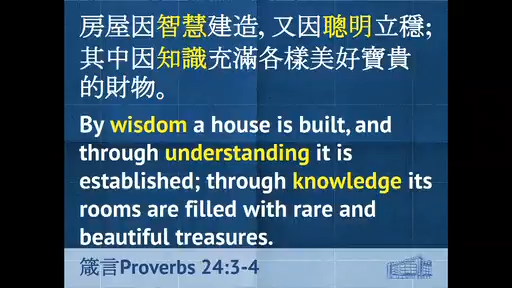 房屋因智慧建造, 又因聰明立穩;
其中因知識充滿各樣美好寶貴
的財物。
By wisdom a house is built, and
through understanding it is
established; through knowledge its
rooms are filled with rare and
beautiful treasures.
箴言Proverbs 24:3-4